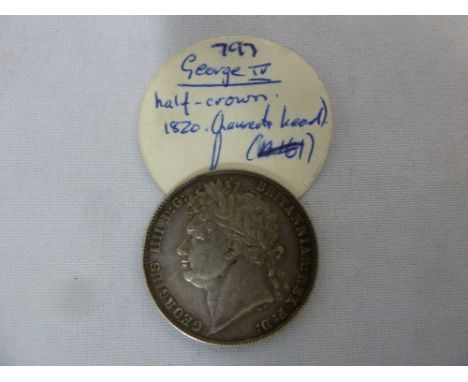 797
George IV
half-crown.
1820. (laureate head).
GEORGIUS IIII D:G: BRITANNIAR: REX F:D: